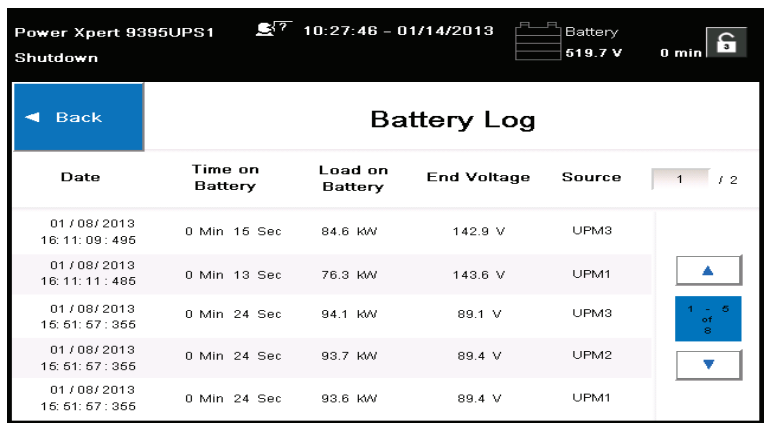 Power Xpert 9395UPS1
? 10:27:46 - 01/14/2013
Battery
Shutdown
519.7 V
0 min
3
◄ Back
Battery Log
Date
Time on
Battery
Load on
Battery
End Voltage
Source
1 / 2
01 / 08/ 2013
16: 11: 09 : 495
0 Min 15 Sec
84.6 kW
142.9 V
UPM3
01 / 08/ 2013
16: 11: 11 : 485
0 Min 13 Sec
76.3 kW
143.6 V
UPM1
▲
01 / 08/ 2013
15: 51: 57 : 355
0 Min 24 Sec
94.1 kW
89.1 V
UPM3
1 - 5
of
8
01 / 08/ 2013
15: 51: 57 : 355
0 Min 24 Sec
93.7 kW
89.4 V
UPM2
▼
01 / 08/ 2013
15: 51: 57 : 355
0 Min 24 Sec
93.6 kW
89.4 V
UPM1